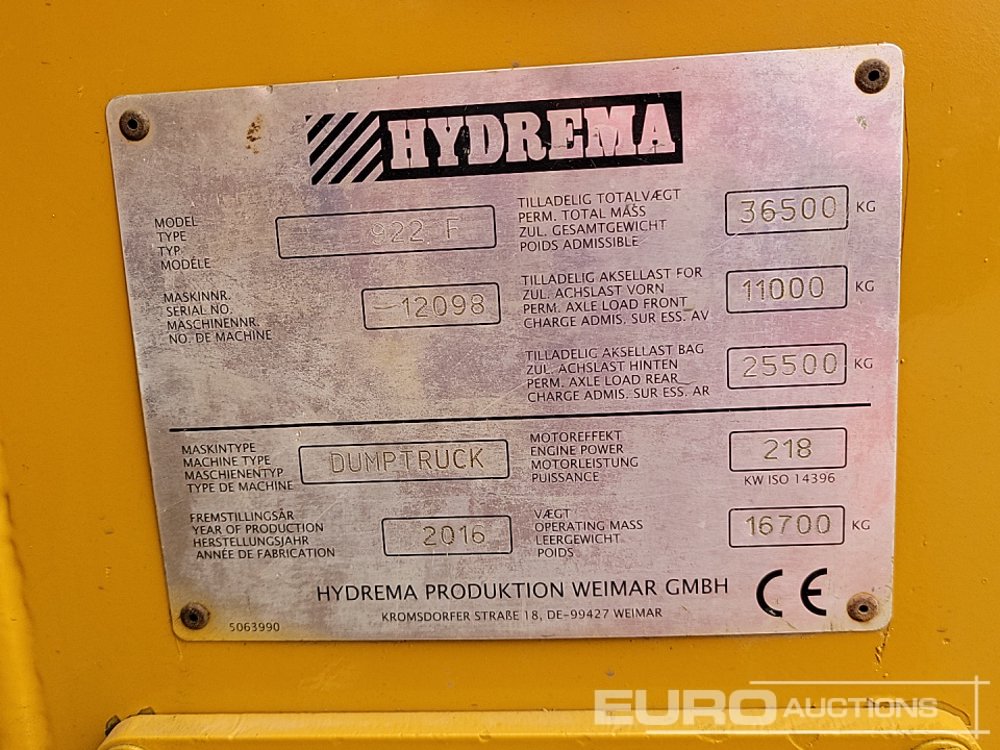 HYDREMA
MODEL
TYPE
TYP.
MODÈLE
922 F
MASKINNR.
SERIAL NO.
MASCHINENNR.
NO. DE MACHINE
-12098
TILLADELIG TOTALVÆGT
PERM. TOTAL MASS
ZUL. GESAMTGEWICHT
POIDS ADMISSIBLE
36500 KG
TILLADELIG AKSELLAST FOR
ZUL. ACHSLAST VORN
PERM. AXLE LOAD FRONT
CHARGE ADMIS. SUR ESS. AV
11000 KG
TILLADELIG AKSELLAST BAG
ZUL. ACHSLAST HINTEN
PERM. AXLE LOAD REAR
CHARGE ADMIS. SUR ESS. AR
25500 KG
MASKINTYPE
MACHINE TYPE
MASCHIENENTYP
TYPE DE MACHINE
DUMPTRUCK
MOTOREFFEKT
ENGINE POWER
MOTORLEISTUNG
PUISSANCE
218
KW ISO 14396
FREMSTILLINGSÅR
YEAR OF PRODUCTION
HERSTELLUNGSJAHR
ANNÉE DE FABRICATION
2016
VÆGT
OPERATING MASS
LEERGEWICHT
POIDS
16700 KG
HYDREMA PRODUKTION WEIMAR GMBH
KROMSDORFER STRAßE 18, DE-99427 WEIMAR
CE
5063990
EURO AUCTIONS